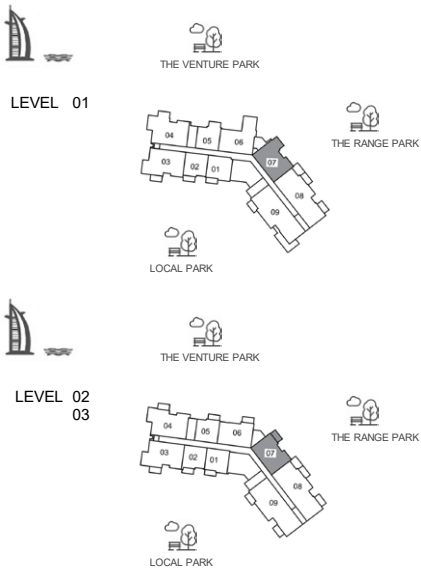 THE VENTURE PARK
LEVEL 01
THE RANGE PARK
04
05
06
07
03
02
01
08
09
LOCAL PARK
THE VENTURE PARK
LEVEL 02
03
THE RANGE PARK
04
05
06
07
03
02
01
08
09
LOCAL PARK